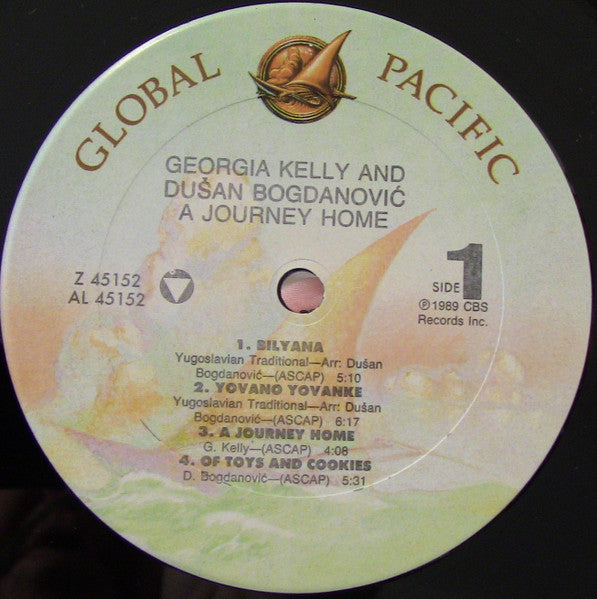 GLOBAL PACIFIC
GEORGIA KELLY AND
DUŠAN BOGDANOVIĆ
A JOURNEY HOME
Z 45152
AL 45152
SIDE 1
℗1989 CBS
Records Inc.
1. BILYANA
Yugoslavian Traditional—Arr: Dušan
Bogdanović—(ASCAP) 5:10
2. YOVANO YOVANKE
Yugoslavian Traditional—Arr: Dušan
Bogdanović—(ASCAP) 6:17
3. A JOURNEY HOME
G. Kelly—(ASCAP) 4:08
4. OF TOYS AND COOKIES
D. Bogdanović—(ASCAP) 5:31